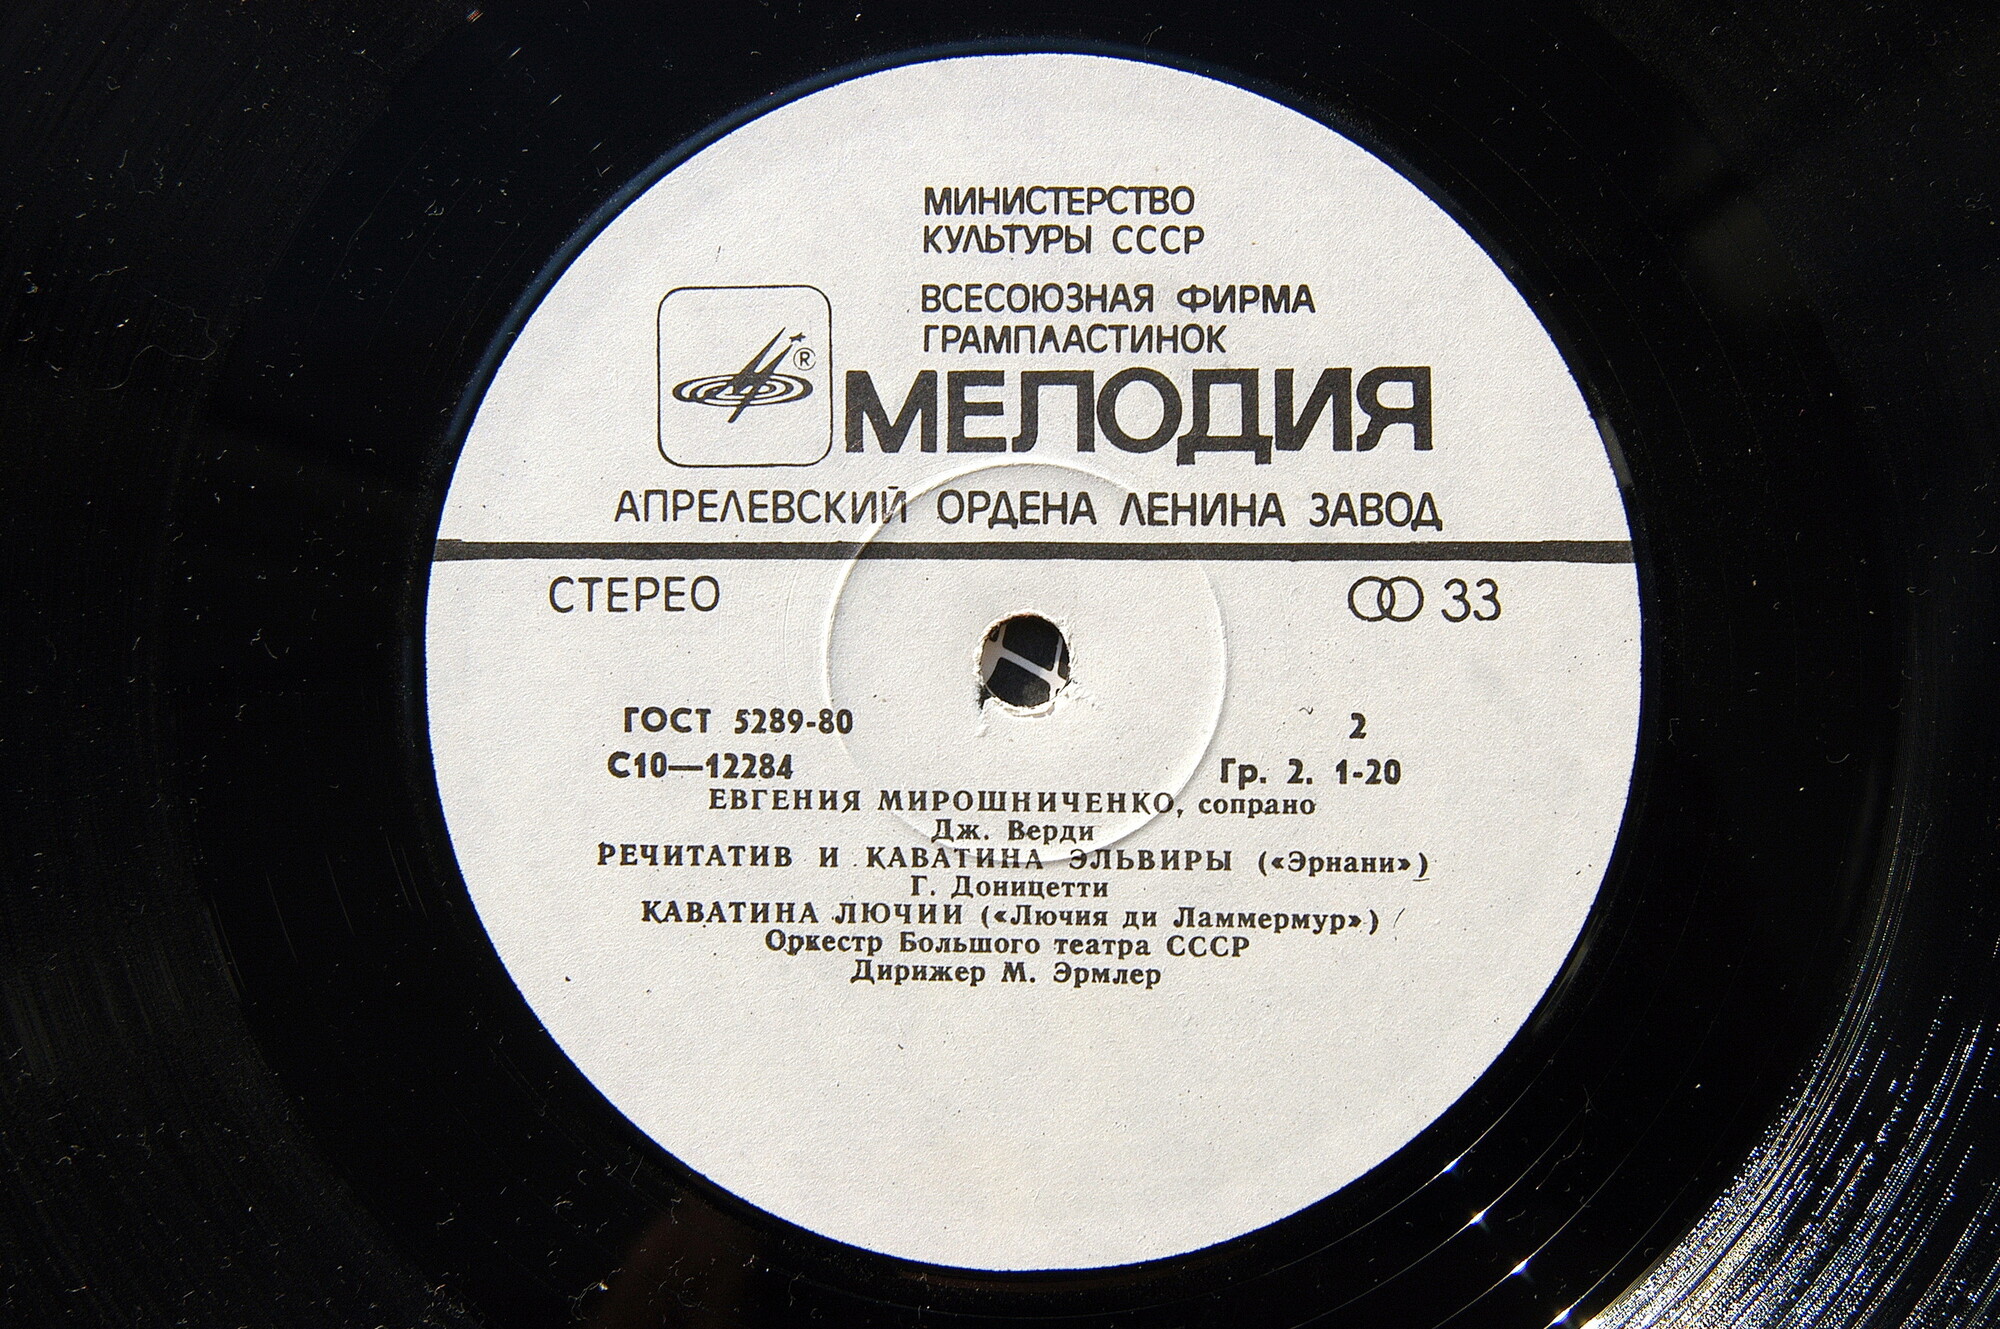 МИНИСТЕРСТВО
КУЛЬТУРЫ СССР
ВСЕСОЮЗНАЯ ФИРМА
ГРАМПЛАСТИНОК
®
МЕЛОДИЯ
АПРЕЛЕВСКИЙ ОРДЕНА ЛЕНИНА ЗАВОД
СТЕРЕО 33
ГОСТ 5289-80 2
С10—12284 Гр. 2. 1-20
ЕВГЕНИЯ МИРОШНИЧЕНКО, сопрано
Дж. Верди
РЕЧИТАТИВ И КАВАТИНА ЭЛЬВИРЫ («Эрнани»)
Г. Доницетти
КАВАТИНА ЛЮЧИИ («Лючия ди Ламмермур»)
Оркестр Большого театра СССР
Дирижер М. Эрмлер